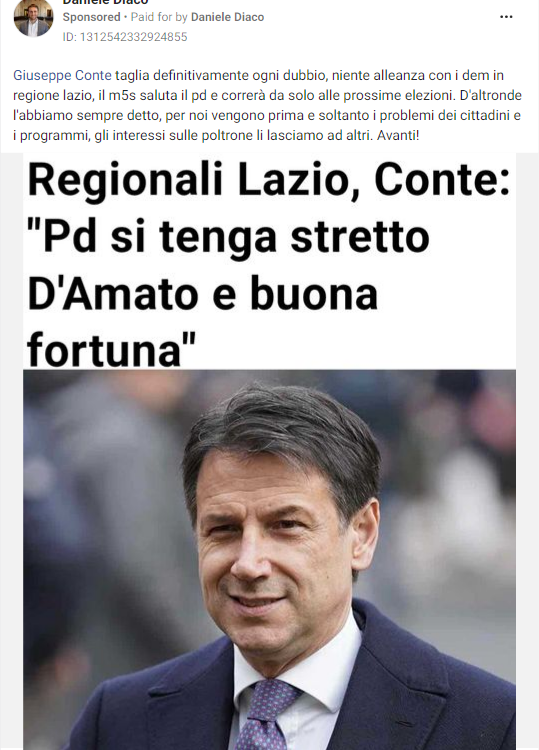 Daniele Diaco
Sponsored • Paid for by Daniele Diaco
ID: 1312542332924855
Giuseppe Conte taglia definitivamente ogni dubbio, niente alleanza con i dem in
regione lazio, il m5s saluta il pd e correrà da solo alle prossime elezioni. D'altronde
l'abbiamo sempre detto, per noi vengono prima e soltanto i problemi dei cittadini e
i programmi, gli interessi sulle poltrone li lasciamo ad altri. Avanti!
Regionali Lazio, Conte:
"Pd si tenga stretto
D'Amato e buona
fortuna"